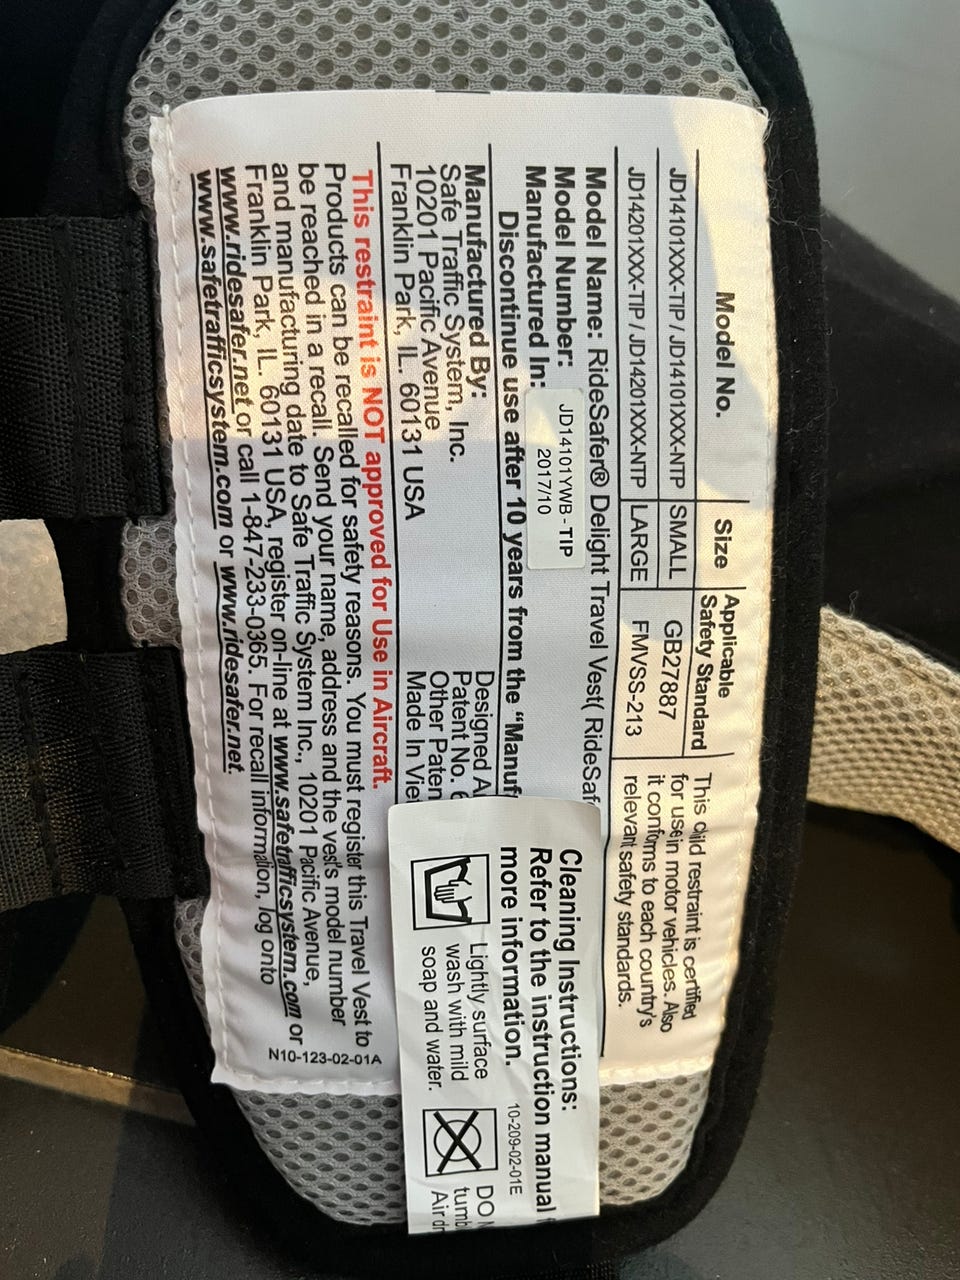 Model No. Size Applicable Safety Standard
JD14101XXX-TIP / JD14101XXX-NTP SMALL GB27887
JD14201XXX-TIP / JD14201XXX-NTP LARGE FMVSS-213
This child restraint is certified
for use in motor vehicles. Also
it conforms to each country's
relevant safety standards.
Model Name: RideSafer® Delight Travel Vest( RideSaf
Model Number: JD14101YWB - TIP
Manufactured In: 2017/10
Discontinue use after 10 years from the "Manuf
Manufactured By:
Safe Traffic System, Inc.
10201 Pacific Avenue
Franklin Park, IL. 60131 USA
Designed
Patent No.
Other
Made In
This restraint is NOT approved for Use in Aircraft.
Products can be recalled for safety reasons. You must register this Travel Vest to
be reached in a recall. Send your name, address and the vest's model number
and manufacturing date to Safe Traffic System Inc., 10201 Pacific Avenue,
Franklin Park, IL. 60131 USA, register on-line at www.safetrafficsystem.com or
www.ridesafer.net or call 1-847-233-0365. For recall information, log onto
www.safetrafficsystem.com or www.ridesafer.net.
N10-123-02-01A
Cleaning Instructions:
Refer to the instruction manual
more information.
10-209-02-01E
Lightly surface
wash with mild
soap and water.
DO
tumb
Air